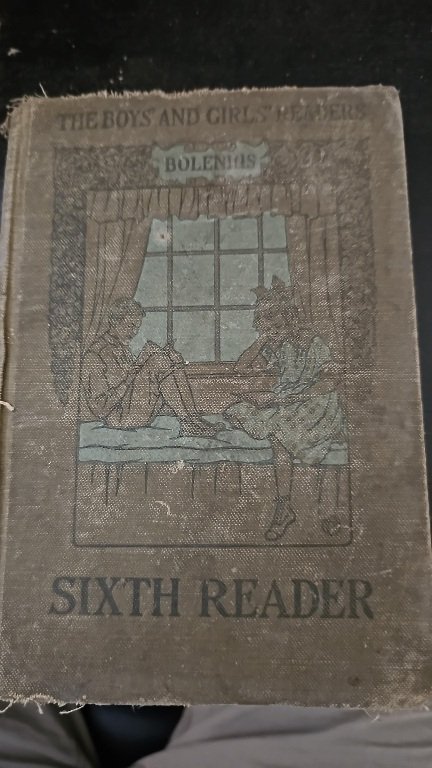 THE BOYS' AND GIRLS' READERS
BOLENIUS
SIXTH READER